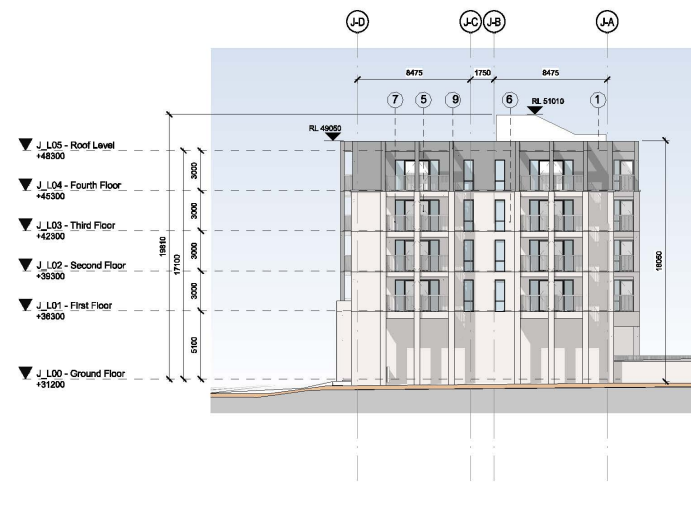 J-D J-C J-B J-A
8475 1750 8475
7 5 9 6 1
RL 49050 RL 51010
J_L05 - Roof Level
+48300
3000
J_L04 - Fourth Floor
+45300
3000
J_L03 - Third Floor
+42300
19810 17100 3000 18060
J_L02 - Second Floor
+39300
3000
J_L01 - First Floor
+36300
5100
J_L00 - Ground Floor
+31200